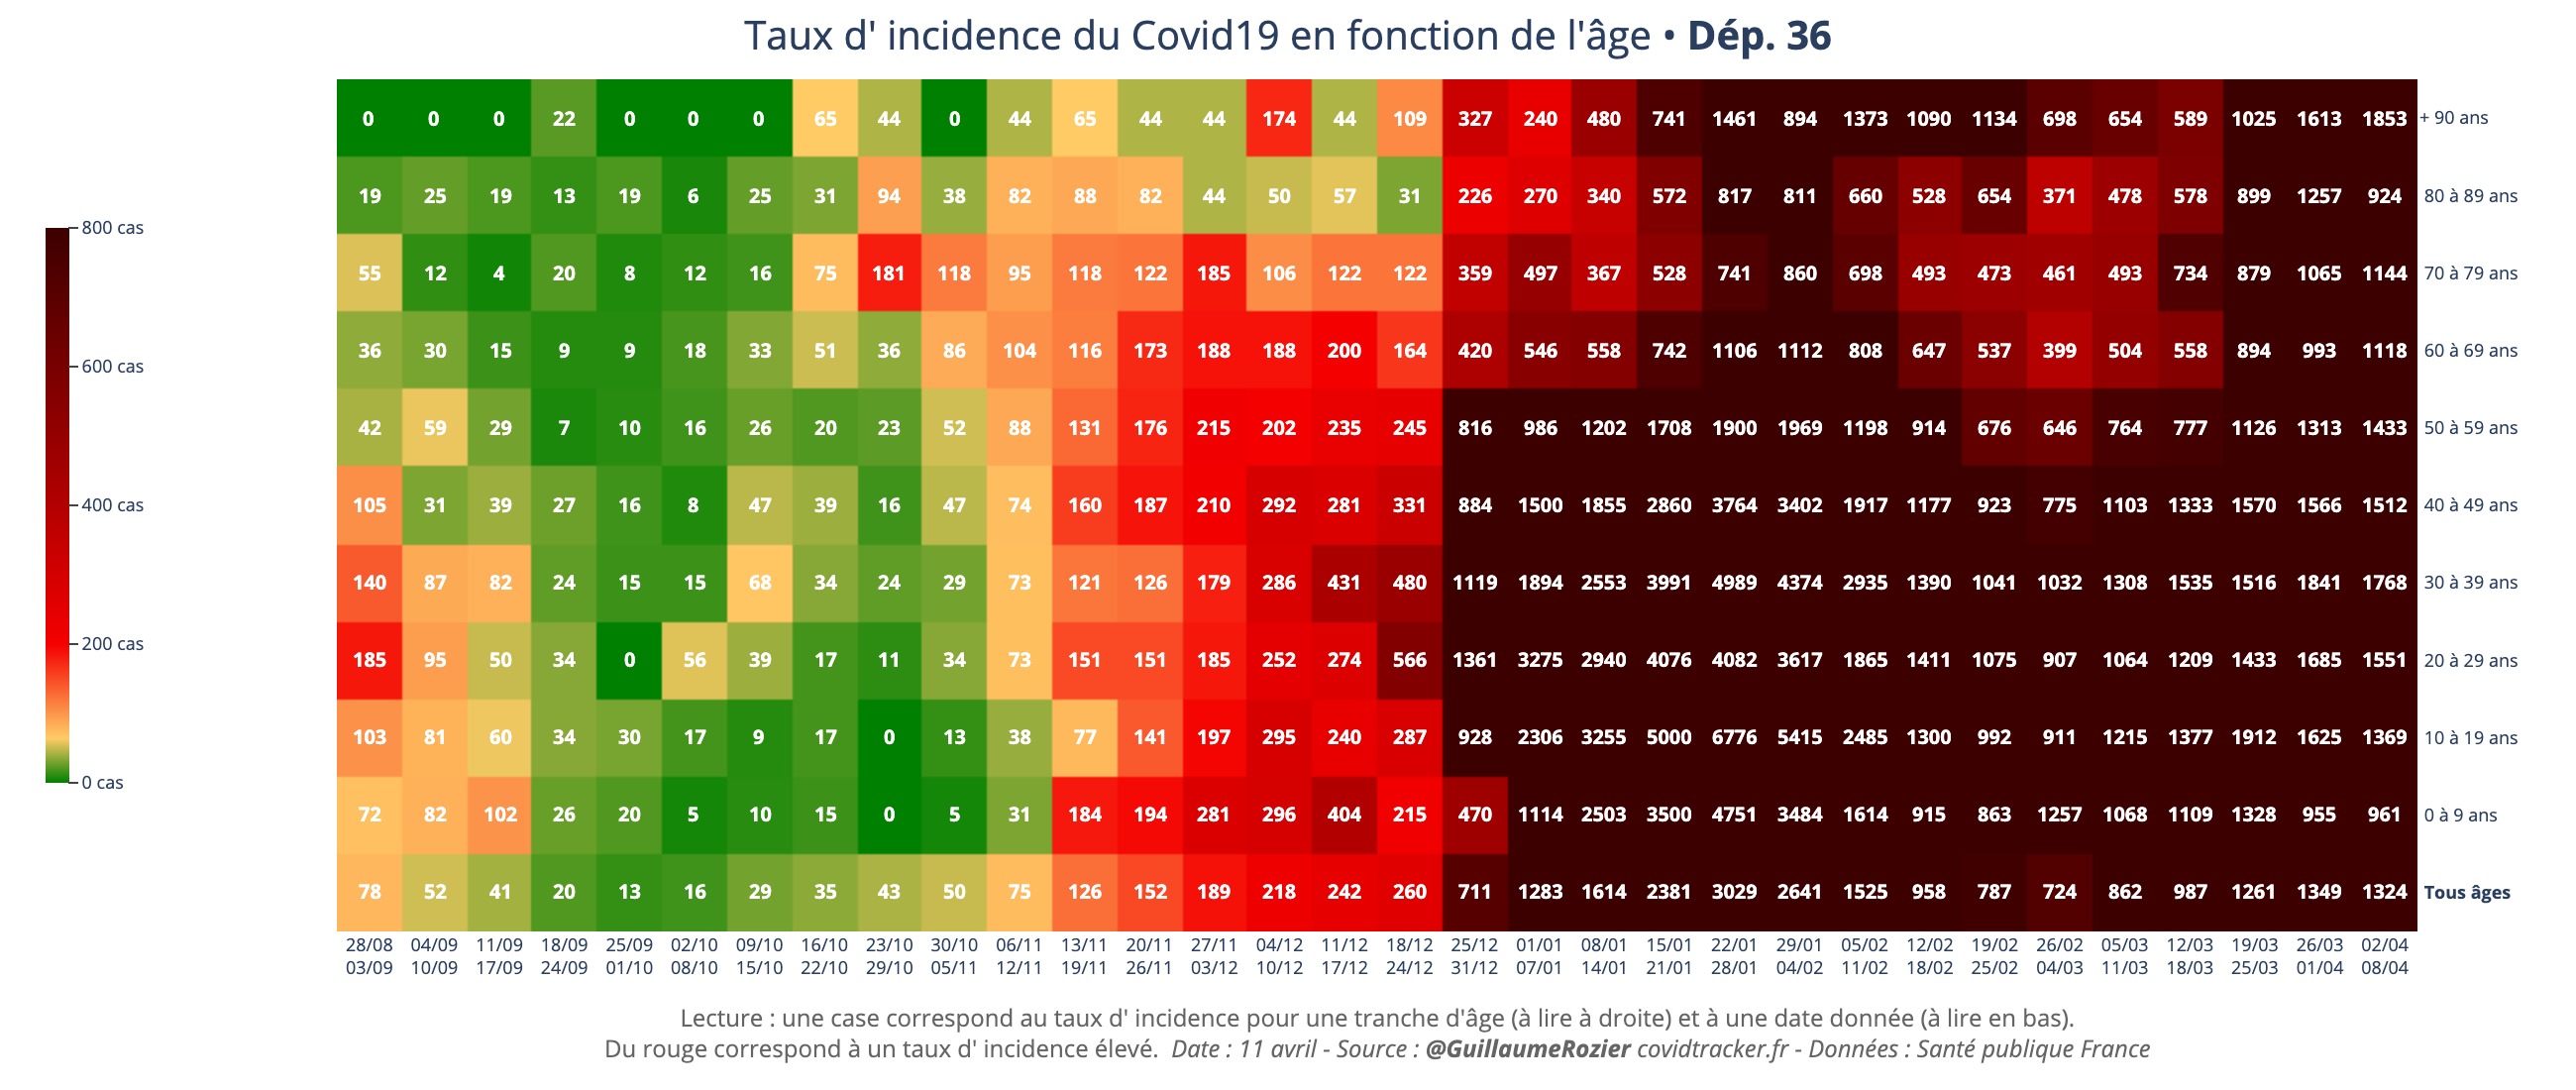 Taux d' incidence du Covid19 en fonction de l'âge • Dép. 36
0 0 0 22 0 0 0 65 44 0 44 65 44 44 174 44 109 327 240 480 741 1461 894 1373 1090 1134 698 654 589 1025 1613 1853 + 90 ans
19 25 19 13 19 6 25 31 94 38 82 88 82 44 50 57 31 226 270 340 572 817 811 660 528 654 371 478 578 899 1257 924 80 à 89 ans
800 cas
55 12 4 20 8 12 16 75 181 118 95 118 122 185 106 122 122 359 497 367 528 741 860 698 493 473 461 493 734 879 1065 1144 70 à 79 ans
36 30 15 9 9 18 33 51 36 86 104 116 173 188 188 200 164 420 546 558 742 1106 1112 808 647 537 399 504 558 894 993 1118 60 à 69 ans
600 cas
42 59 29 7 10 16 26 20 23 52 88 131 176 215 202 235 245 816 986 1202 1708 1900 1969 1198 914 676 646 764 777 1126 1313 1433 50 à 59 ans
400 cas
105 31 39 27 16 8 47 39 16 47 74 160 187 210 292 281 331 884 1500 1855 2860 3764 3402 1917 1177 923 775 1103 1333 1570 1566 1512 40 à 49 ans
140 87 82 24 15 15 68 34 24 29 73 121 126 179 286 431 480 1119 1894 2553 3991 4989 4374 2935 1390 1041 1032 1308 1535 1516 1841 1768 30 à 39 ans
200 cas
185 95 50 34 0 56 39 17 11 34 73 151 151 185 252 274 566 1361 3275 2940 4076 4082 3617 1865 1411 1075 907 1064 1209 1433 1685 1551 20 à 29 ans
103 81 60 34 30 17 9 17 0 13 38 77 141 197 295 240 287 928 2306 3255 5000 6776 5415 2485 1300 992 911 1215 1377 1912 1625 1369 10 à 19 ans
0 cas
72 82 102 26 20 5 10 15 0 5 31 184 194 281 296 404 215 470 1114 2503 3500 4751 3484 1614 915 863 1257 1068 1109 1328 955 961 0 à 9 ans
78 52 41 20 13 16 29 35 43 50 75 126 152 189 218 242 260 711 1283 1614 2381 3029 2641 1525 958 787 724 862 987 1261 1349 1324 Tous âges
28/08 04/09 11/09 18/09 25/09 02/10 09/10 16/10 23/10 30/10 06/11 13/11 20/11 27/11 04/12 11/12 18/12 25/12 01/01 08/01 15/01 22/01 29/01 05/02 12/02 19/02 26/02 05/03 12/03 19/03 26/03 02/04
03/09 10/09 17/09 24/09 01/10 08/10 15/10 22/10 29/10 05/11 12/11 19/11 26/11 03/12 10/12 17/12 24/12 31/12 07/01 14/01 21/01 28/01 04/02 11/02 18/02 25/02 04/03 11/03 18/03 25/03 01/04 08/04
Lecture : une case correspond au taux d' incidence pour une tranche d'âge (à lire à droite) et à une date donnée (à lire en bas).
Du rouge correspond à un taux d' incidence élevé. Date : 11 avril - Source : @GuillaumeRozier covidtracker.fr - Données : Santé publique France